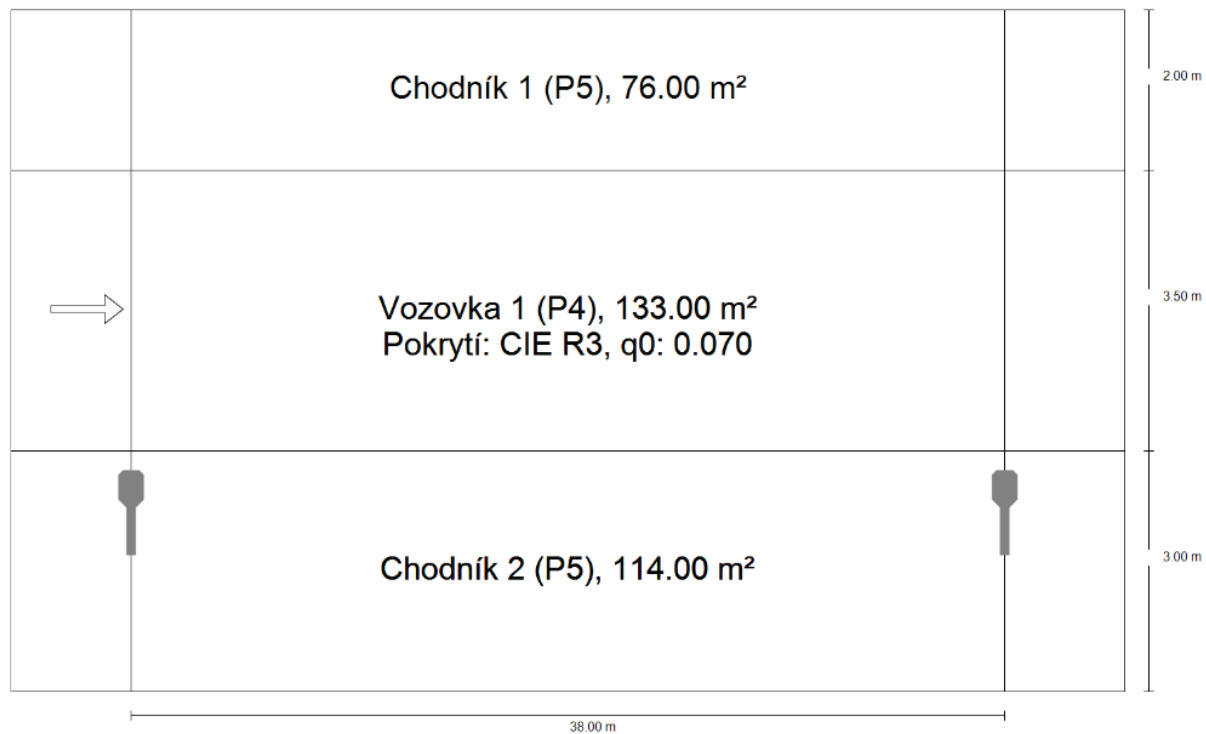 Chodník 1 (P5), 76.00 m²
2.00 m
Vozovka 1 (P4), 133.00 m²
Pokrytí: CIE R3, q0: 0.070
3.50 m
Chodník 2 (P5), 114.00 m²
3.00 m
38.00 m